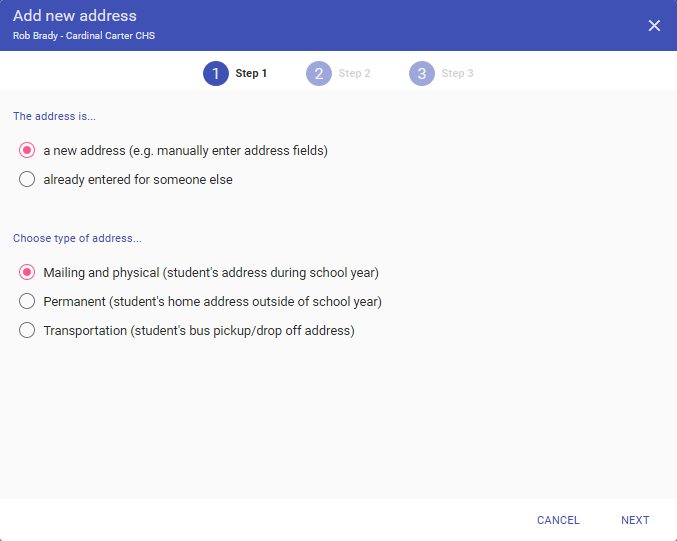 Add new address
Rob Brady - Cardinal Carter CHS
1 Step 1 2 Step 2 3 Step 3
The address is...
a new address (e.g. manually enter address fields)
already entered for someone else
Choose type of address...
Mailing and physical (student's address during school year)
Permanent (student's home address outside of school year)
Transportation (student's bus pickup/drop off address)
CANCEL NEXT